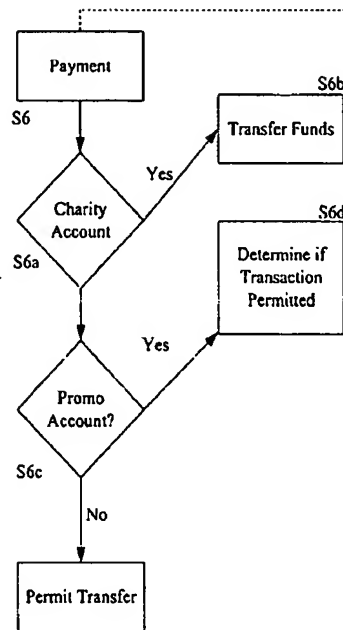 Payment
S6
S6b
Transfer Funds
Yes
Charity
Account
S6a
S6d
Determine if
Transaction
Permitted
Yes
Promo
Account?
S6c
No
Permit Transfer